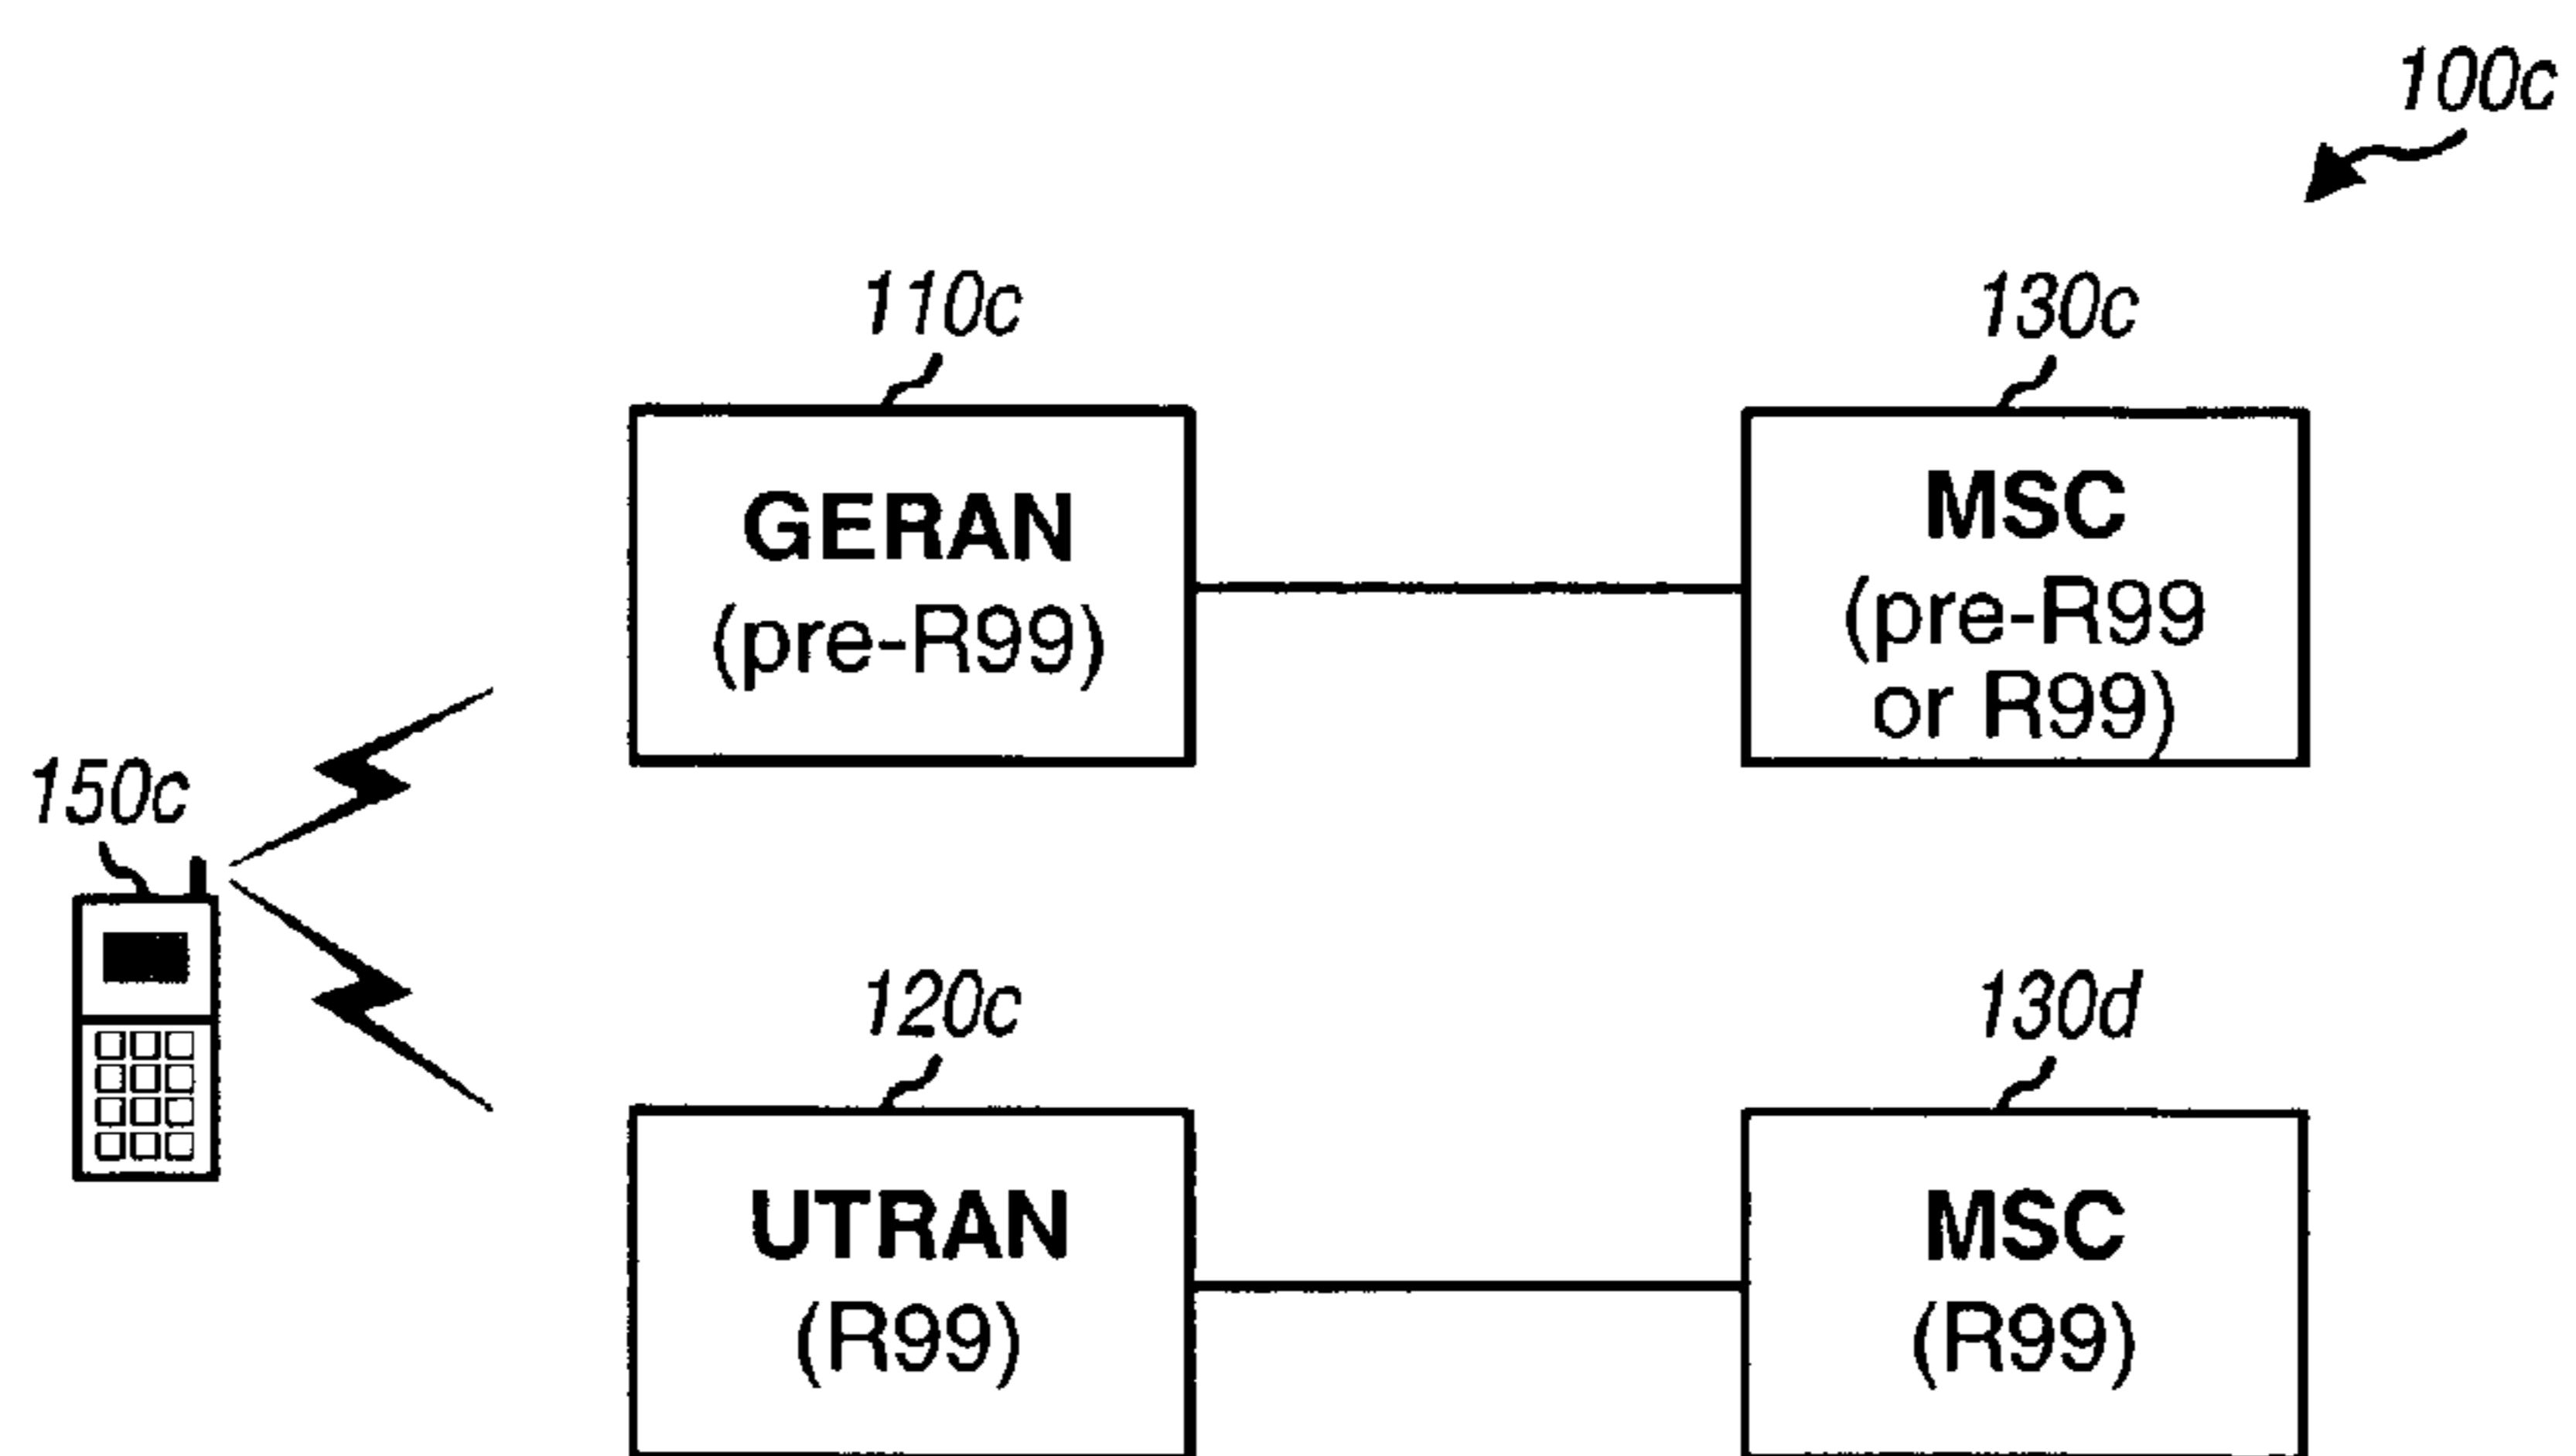 100c
110c
130c
GERAN
(pre-R99)
MSC
(pre-R99
or R99)
150c
120c
130d
UTRAN
(R99)
MSC
(R99)